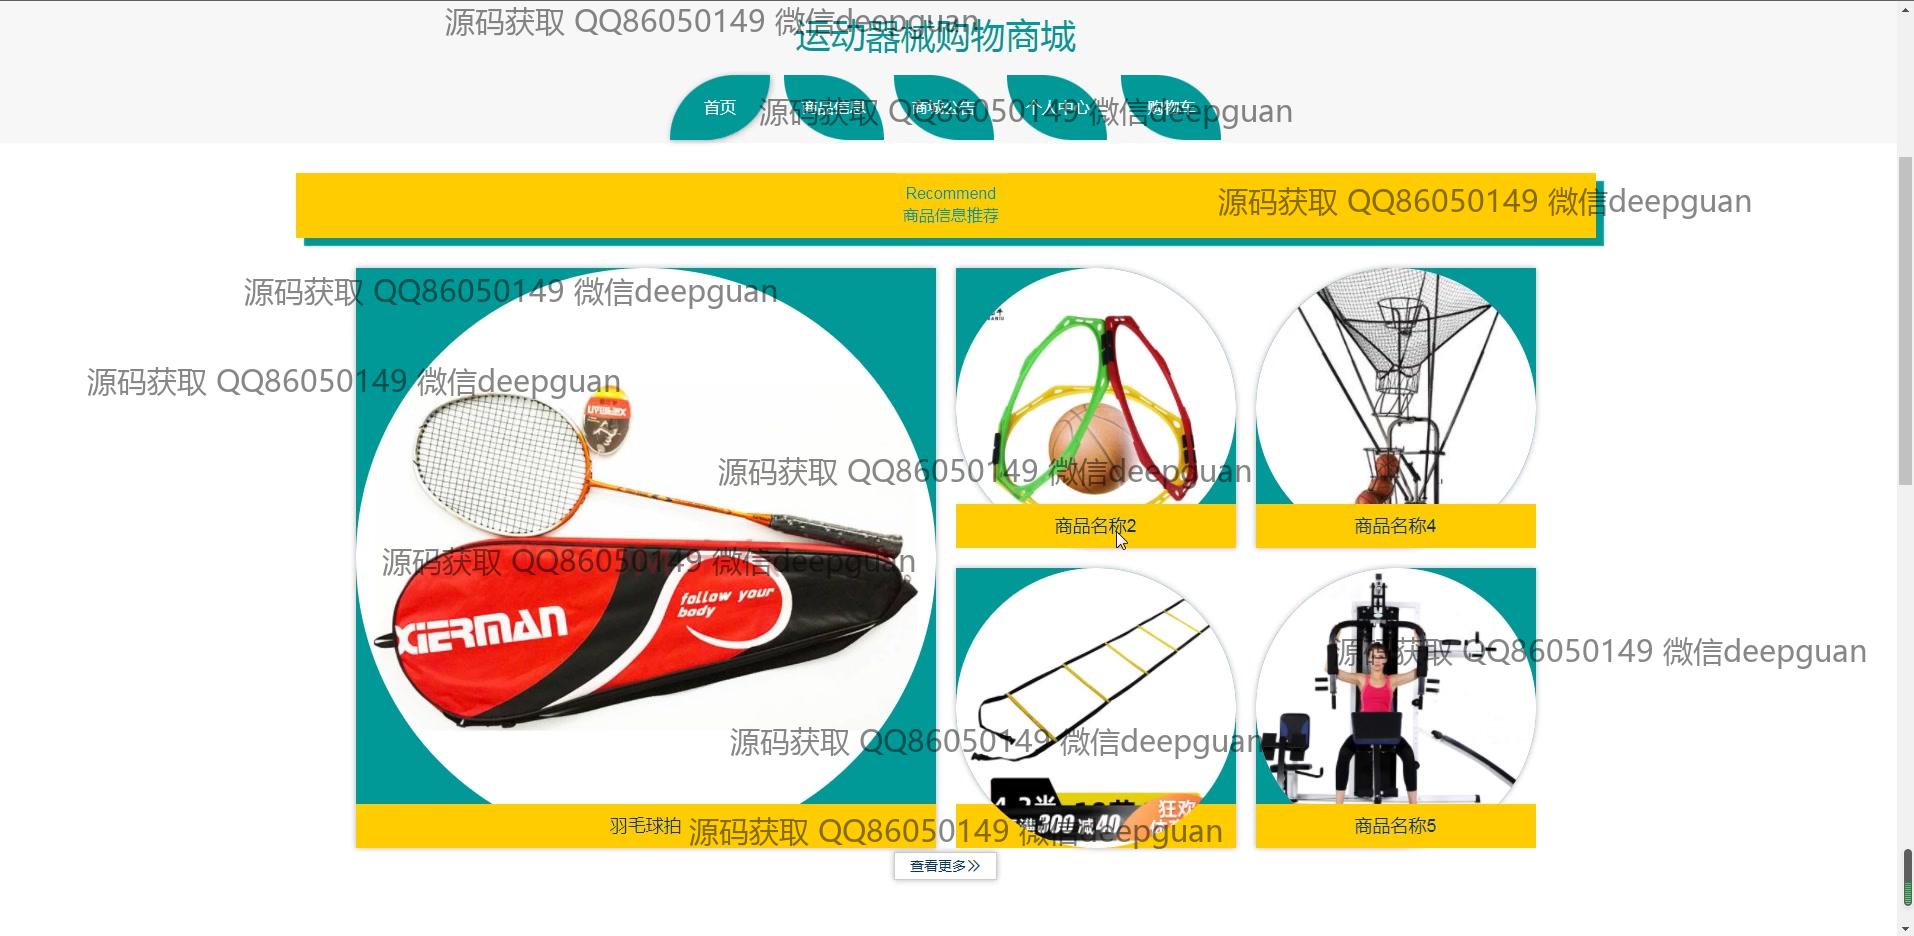 源码获取 QQ86050149 微信deepguan
运动器械购物商城
首页
商品信息
商城公告
个人中心
购物车
源码获取 QQ86050149 微信deepguan
Recommend
商品信息推荐
源码获取 QQ86050149 微信deepguan
源码获取 QQ86050149 微信deepguan
源码获取 QQ86050149 微信deepguan
源码获取 QQ86050149 微信deepguan
商品名称2
商品名称4
源码获取 QQ86050149 微信deepguan
XIERMAN
follow your
body
源码获取 QQ86050149 微信deepguan
源码获取 QQ86050149 微信deepguan
狂欢
满300 减40
羽毛球拍
源码获取 QQ86050149 微信deepguan
商品名称5
查看更多